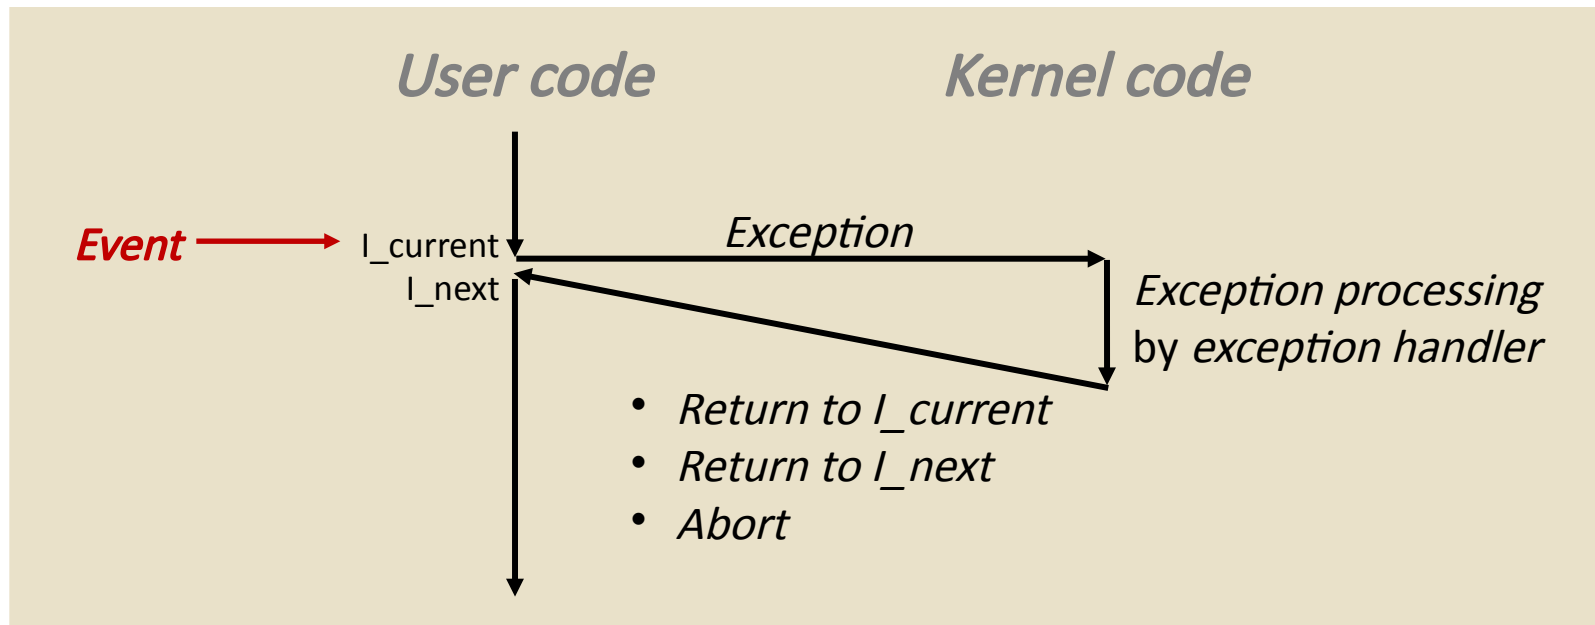 User code
Kernel code
Event
I_current
Exception
I_next
Exception processing
by exception handler
• Return to I_current
• Return to I_next
• Abort